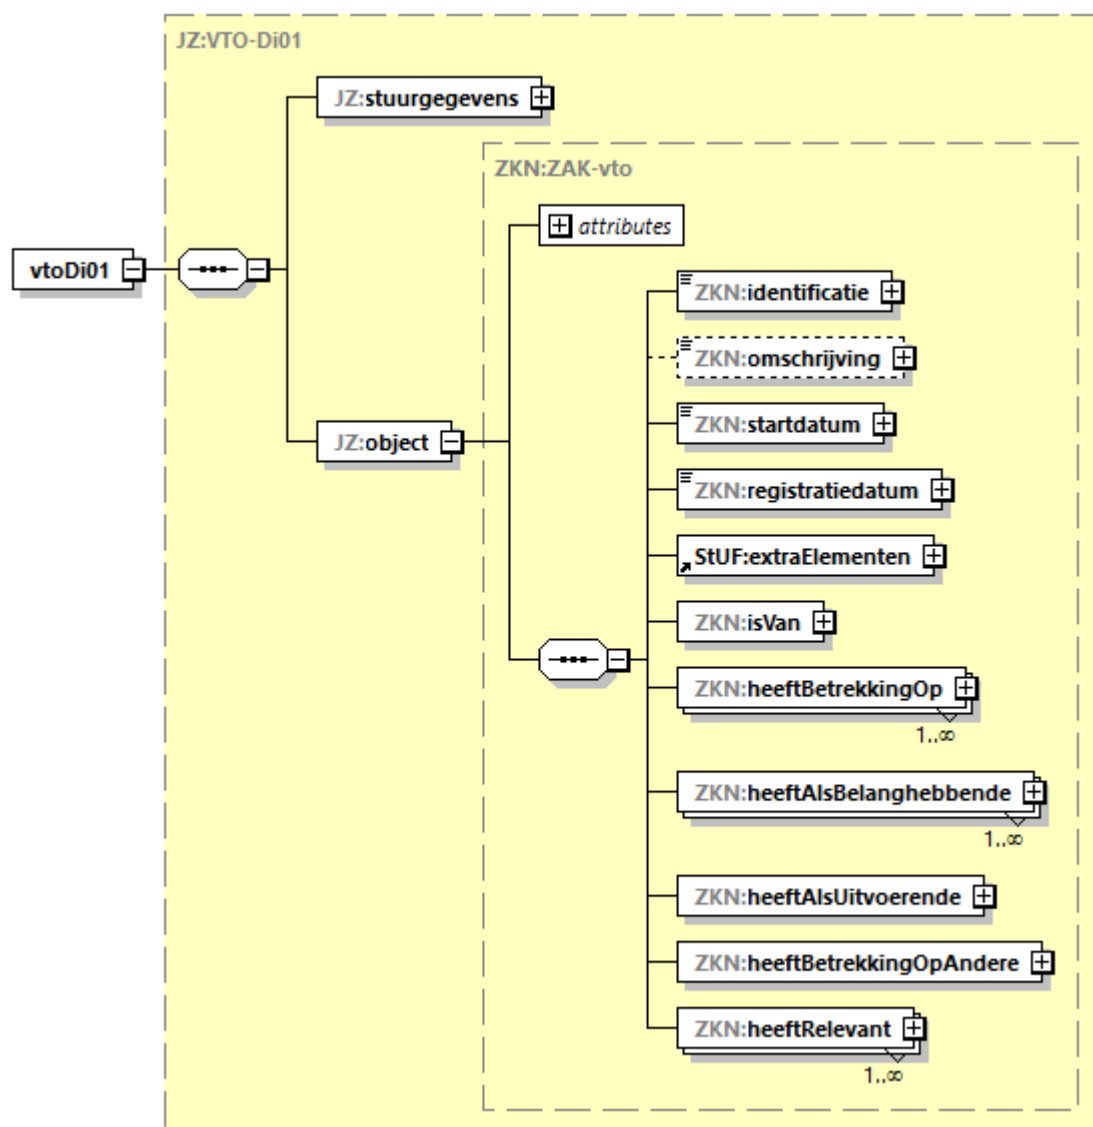 JZ:VTO-Di01
JZ:stuurgegevens
ZKN:ZAK-vto
attributes
vtoDi01
ZKN:identificatie
ZKN:omschrijving
ZKN:startdatum
JZ:object
ZKN:registratiedatum
StUF:extraElementen
ZKN:isVan
ZKN:heeftBetrekkingOp
1..∞
ZKN:heeftAlsBelanghebbende
1..∞
ZKN:heeftAlsUitvoerende
ZKN:heeftBetrekkingOpAndere
ZKN:heeftRelevant
1..∞